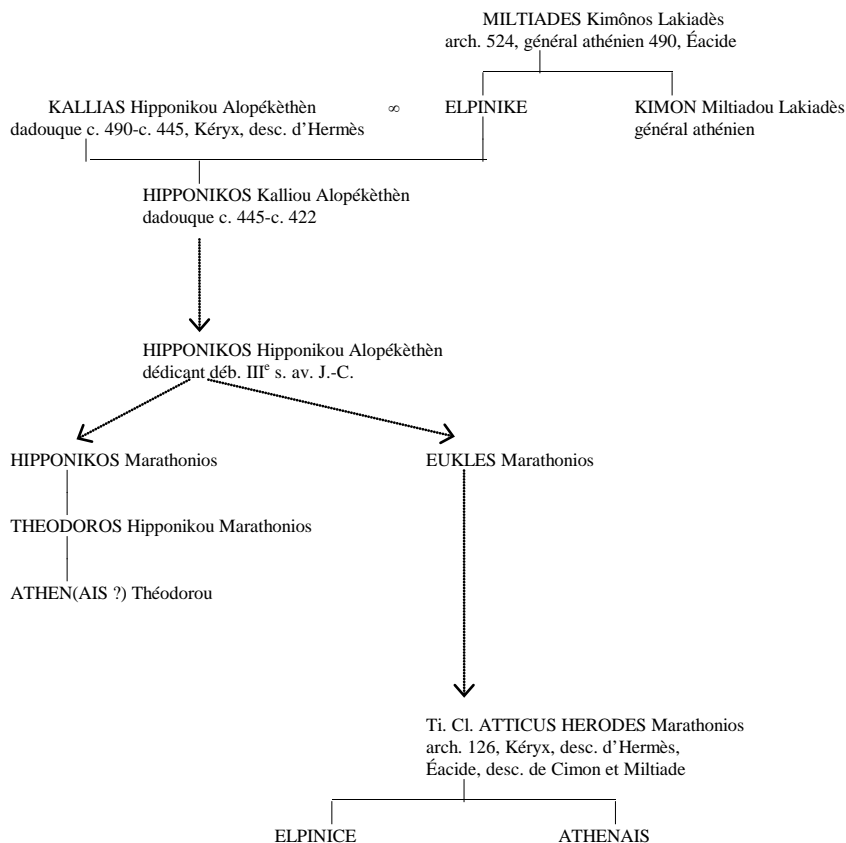 MILTIADES Kimônos Lakiadès
arch. 524, général athénien 490, Éacide
KALLIAS Hipponikou Alopékèthèn
dadouque c. 490-c. 445, Kéryx, desc. d’Hermès
∞
ELPINIKE
KIMON Miltiadou Lakiadès
général athénien
HIPPONIKOS Kalliou Alopékèthèn
dadouque c. 445-c. 422
HIPPONIKOS Hipponikou Alopékèthèn
dédicant déb. IIIe s. av. J.-C.
HIPPONIKOS Marathonios
EUKLES Marathonios
THEODOROS Hipponikou Marathonios
ATHEN(AIS ?) Théodorou
Ti. Cl. ATTICUS HERODES Marathonios
arch. 126, Kéryx, desc. d’Hermès,
Éacide, desc. de Cimon et Miltiade
ELPINICE
ATHENAIS